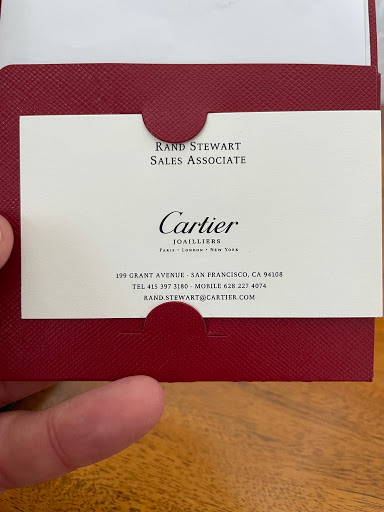 Rand Stewart
Sales Associate
Cartier
JOAILLIERS
Paris · London · New York
199 GRANT AVENUE · SAN FRANCISCO, CA 94108
TEL 415 397 3180 · MOBILE 628 227 4074
RAND.STEWART@CARTIER.COM